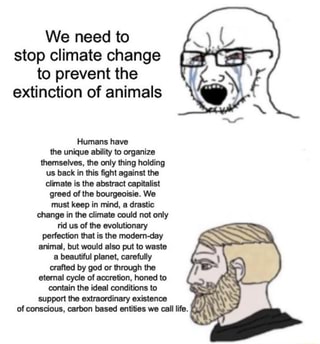 We need to
stop climate change
to prevent the
extinction of animals
Humans have
the unique ability to organize
themselves, the only thing holding
us back in this fight against the
climate is the abstract capitalist
greed of the bourgeoisie. We
must keep in mind, a drastic
change in the climate could not only
rid us of the evolutionary
perfection that is the modern-day
animal, but would also put to waste
a beautiful planet, carefully
crafted by god or through the
eternal cycle of accretion, honed to
contain the ideal conditions to
support the extraordinary existence
of conscious, carbon based entities we call life.